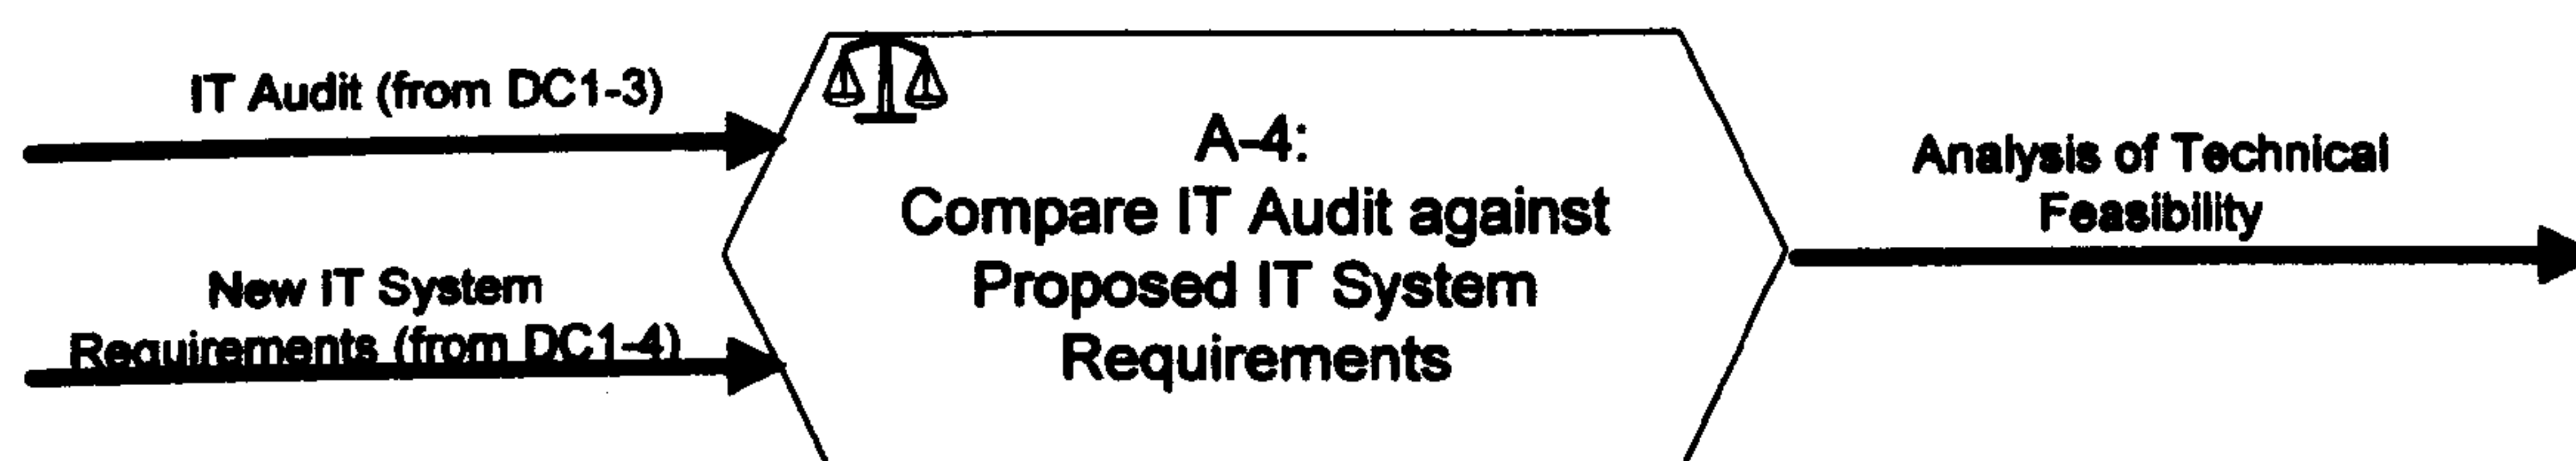 IT Audit (from DC1-3)
New IT System
Requirements (from DC1-4)
A-4:
Compare IT Audit against
Proposed IT System
Requirements
Analysis of Technical
Feasibility